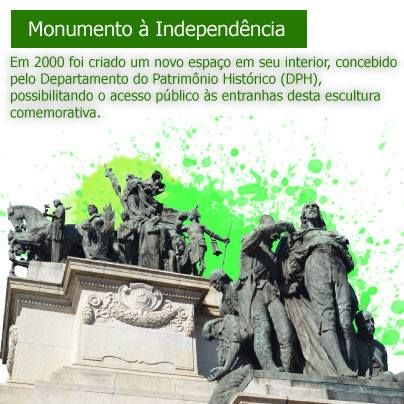 Monumento à Independência
Em 2000 foi criado um novo espaço em seu interior, concebido
pelo Departamento do Patrimônio Histórico (DPH),
possibilitando o acesso público às entranhas desta escultura
comemorativa.